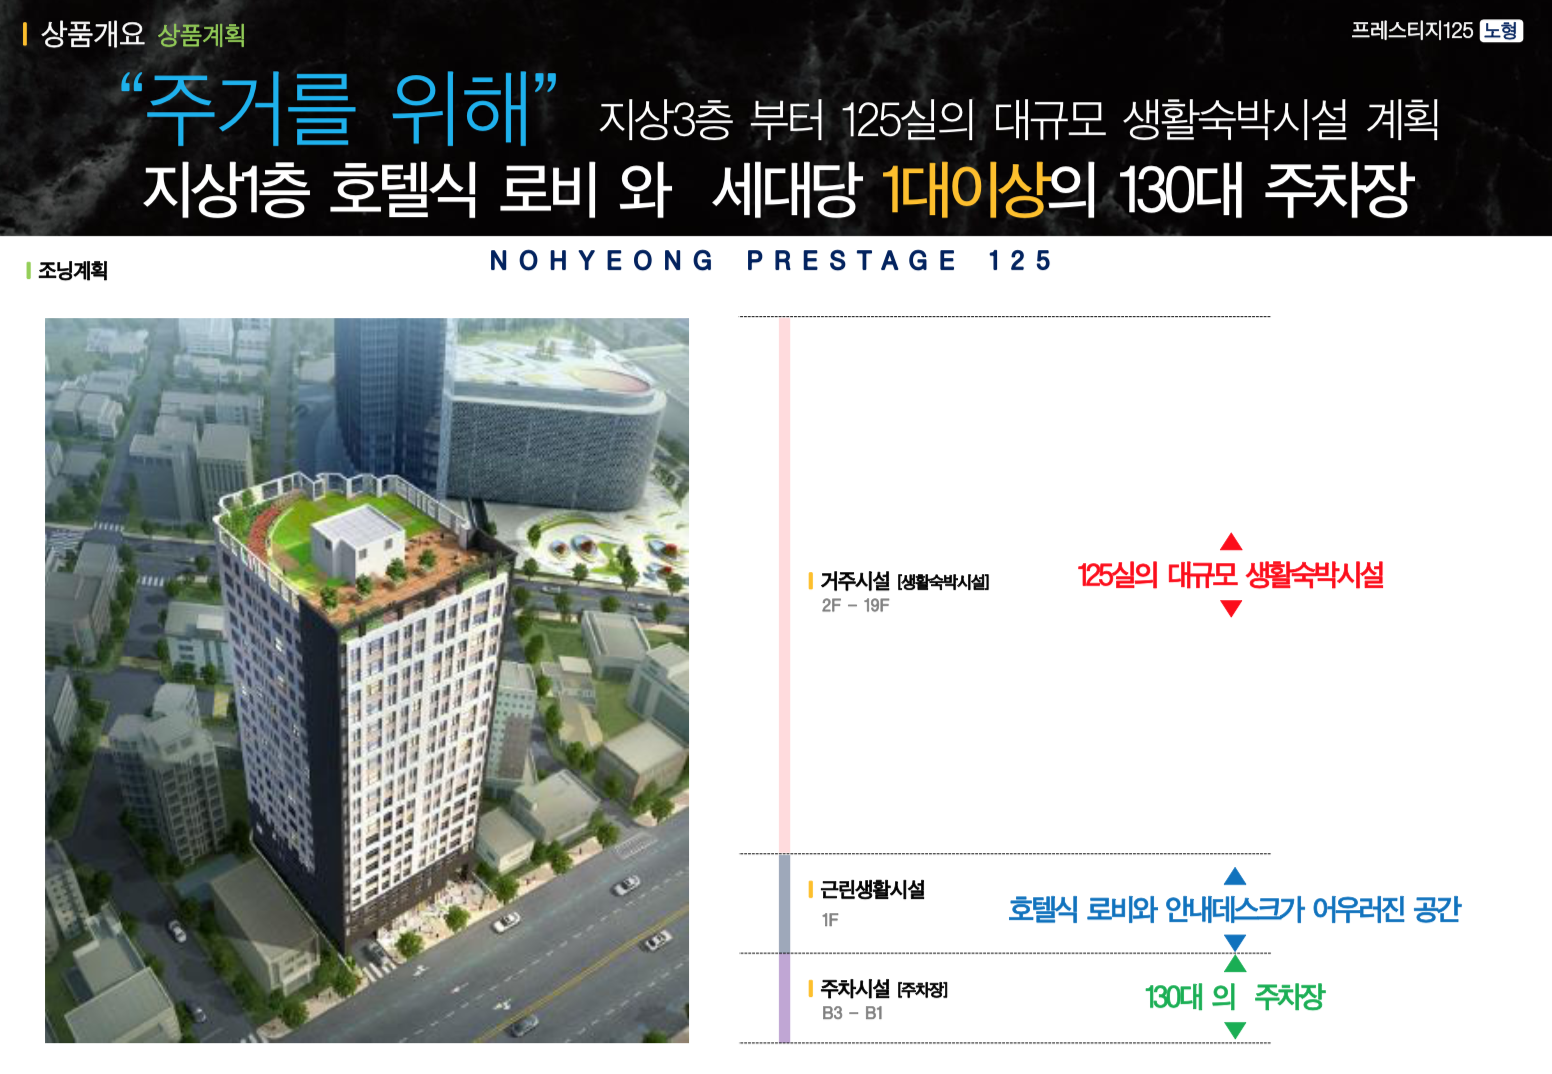 상품개요 상품계획
프레스티지125 노형
“주거를 위해” 지상3층 부터 125실의 대규모 생활숙박시설 계획
지상1층 호텔식 로비 와 세대당 1대이상의 130대 주차장
조닝계획
NOHYEONG PRESTAGE 125
거주시설 [생활숙박시설]
2F – 19F
125실의 대규모 생활숙박시설
근린생활시설
1F
호텔식 로비와 안내데스크가 어우러진 공간
주차시설 [주차장]
B3 – B1
130대 의 주차장